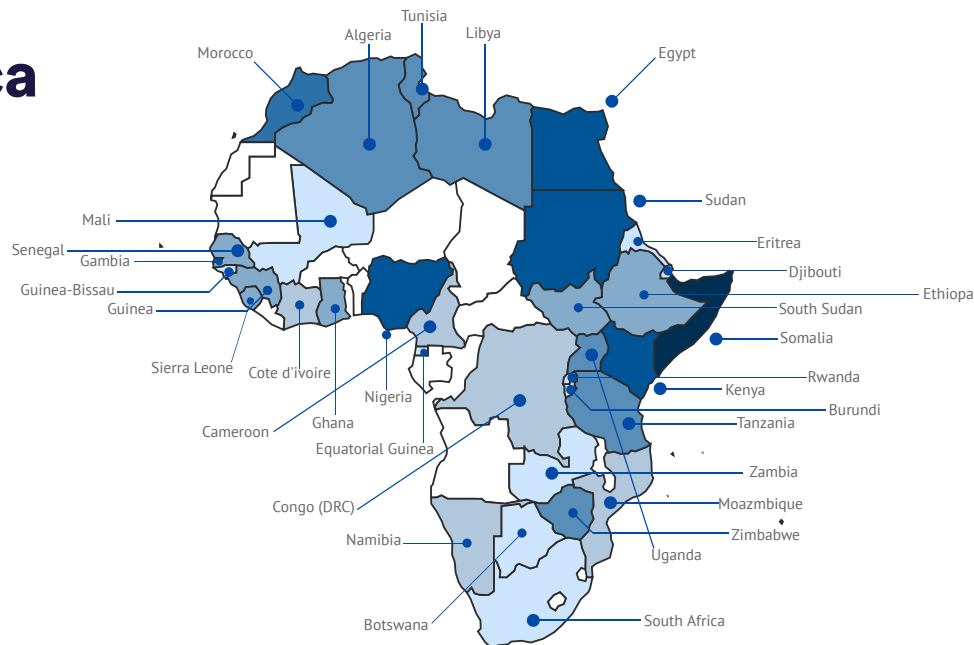 ca
Tunisia
Algeria
Libya
Morocco
Egypt
Mali
Sudan
Senegal
Eritrea
Gambia
Djibouti
Guinea-Bissau
Ethiopa
Guinea
South Sudan
Somalia
Sierra Leone
Cote d'ivoire
Rwanda
Nigeria
Kenya
Burundi
Ghana
Tanzania
Cameroon
Equatorial Guinea
Zambia
Congo (DRC)
Moazmbique
Namibia
Zimbabwe
Uganda
Botswana
South Africa